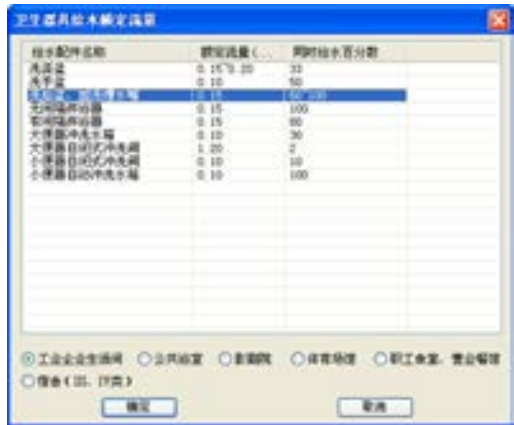 卫生器具给水额定流量
给水配件名称 额定流量(... 同时给水百分数
洗涤盆 0.15~0.20 33
洗手盆 0.10 50
0.15 60~100
无间隔淋浴器 0.15 100
有间隔淋浴器 0.15 80
大便器冲洗水箱 0.10 30
大便器自闭式冲洗阀 1.20 2
小便器自闭式冲洗阀 0.10 10
小便器自动冲洗水箱 0.10 100
工业企业生活间 公共浴室 影剧院 体育场馆 职工食堂、营业餐馆
宿舍(III、IV类)
确定 取消